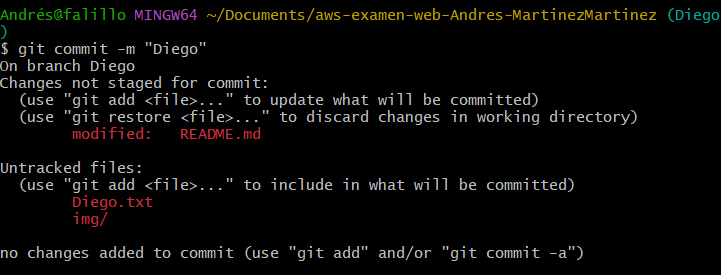 Andrés@falillo MINGW64 ~/Documents/aws-examen-web-Andres-MartinezMartinez (Diego
)
$ git commit -m "Diego"
On branch Diego
Changes not staged for commit:
  (use "git add <file>..." to update what will be committed)
  (use "git restore <file>..." to discard changes in working directory)
        modified:   README.md

Untracked files:
  (use "git add <file>..." to include in what will be committed)
        Diego.txt
        img/

no changes added to commit (use "git add" and/or "git commit -a")